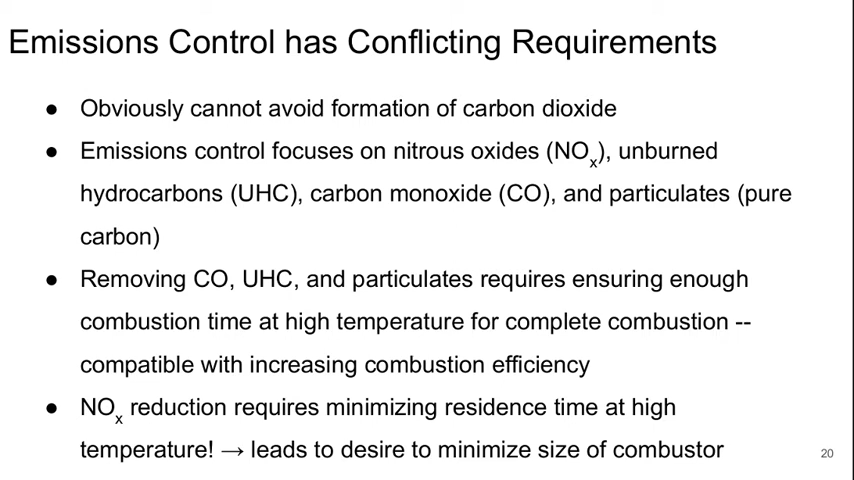 Emissions Control has Conflicting Requirements
● Obviously cannot avoid formation of carbon dioxide
● Emissions control focuses on nitrous oxides (NOx), unburned
hydrocarbons (UHC), carbon monoxide (CO), and particulates (pure
carbon)
● Removing CO, UHC, and particulates requires ensuring enough
combustion time at high temperature for complete combustion --
compatible with increasing combustion efficiency
● NOx reduction requires minimizing residence time at high
temperature! → leads to desire to minimize size of combustor
20